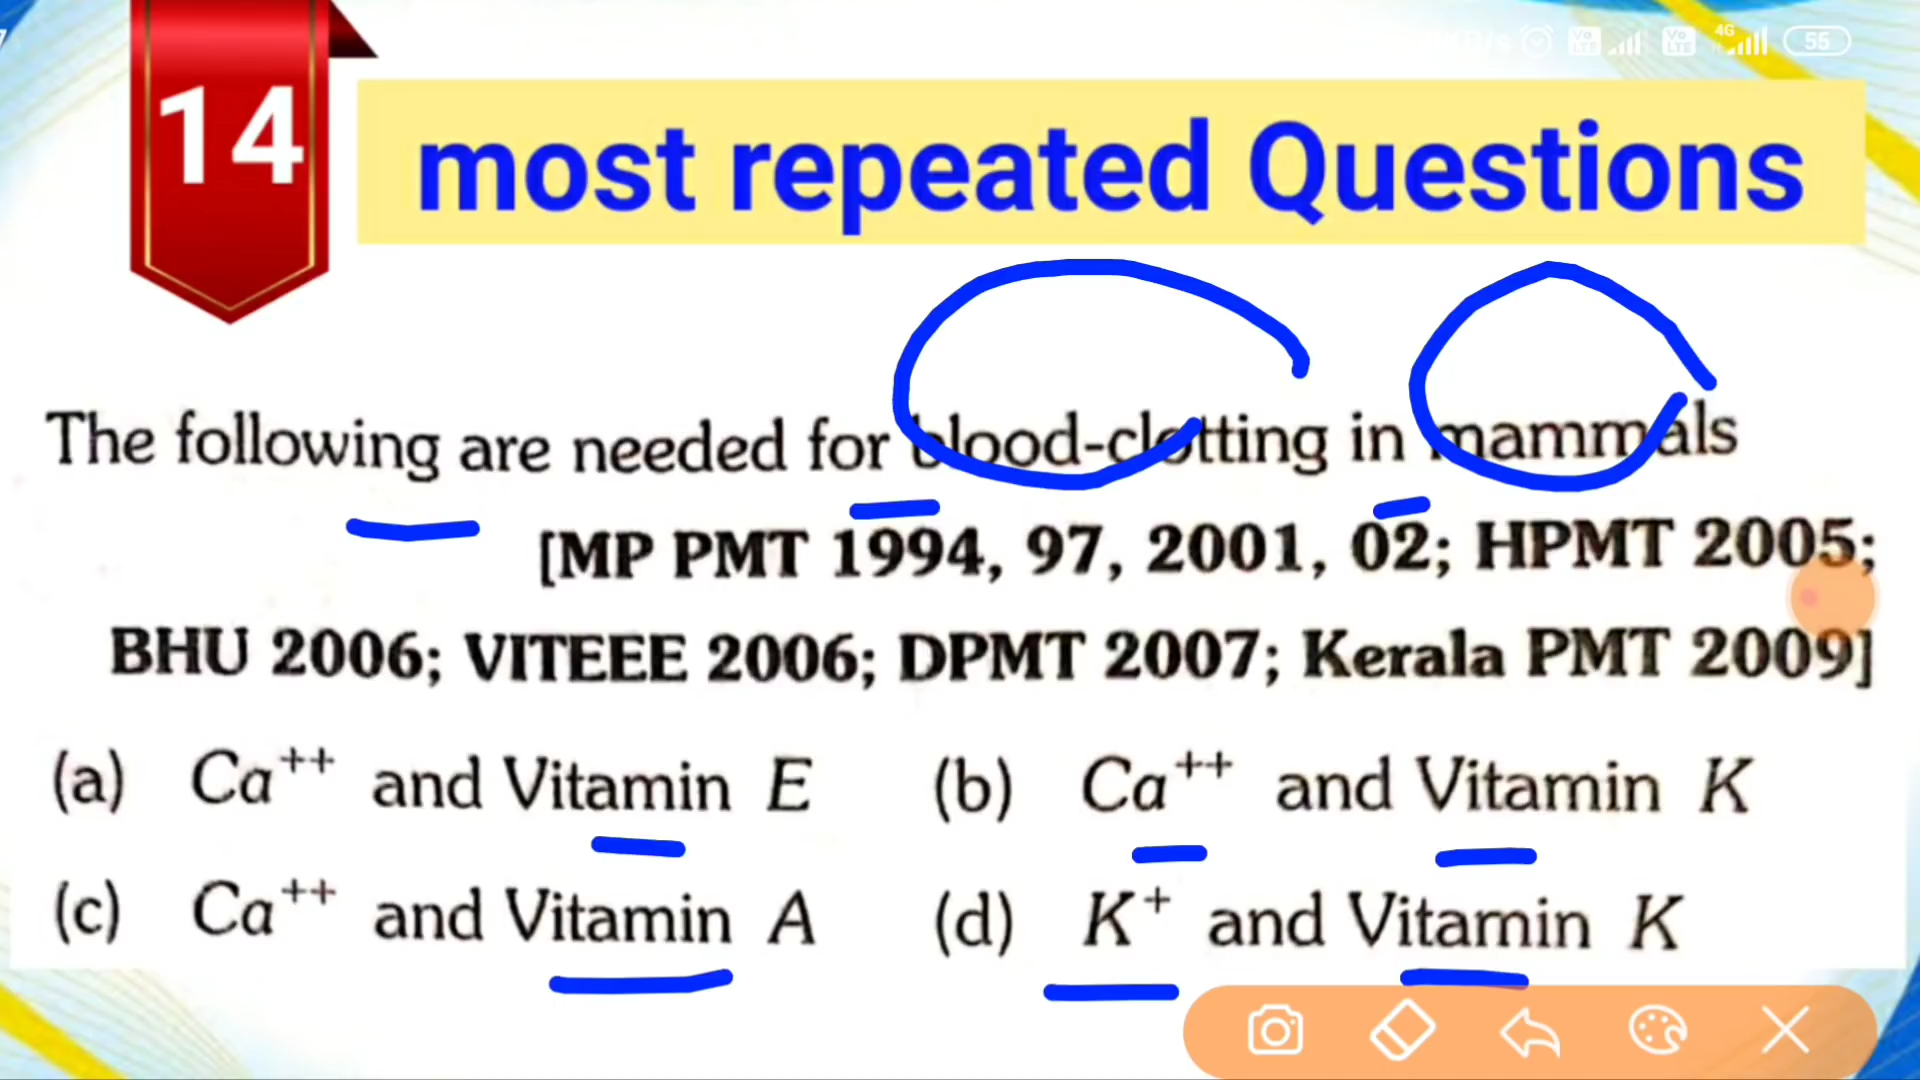 4G
55
14
most repeated Questions
The following are needed for blood-clotting in mammals
[MP PMT 1994, 97, 2001, 02; HPMT 2005;
BHU 2006; VITEEE 2006; DPMT 2007; Kerala PMT 2009]
(a) Ca⁺⁺ and Vitamin E (b) Ca⁺⁺ and Vitamin K
(c) Ca⁺⁺ and Vitamin A (d) K⁺ and Vitamin K